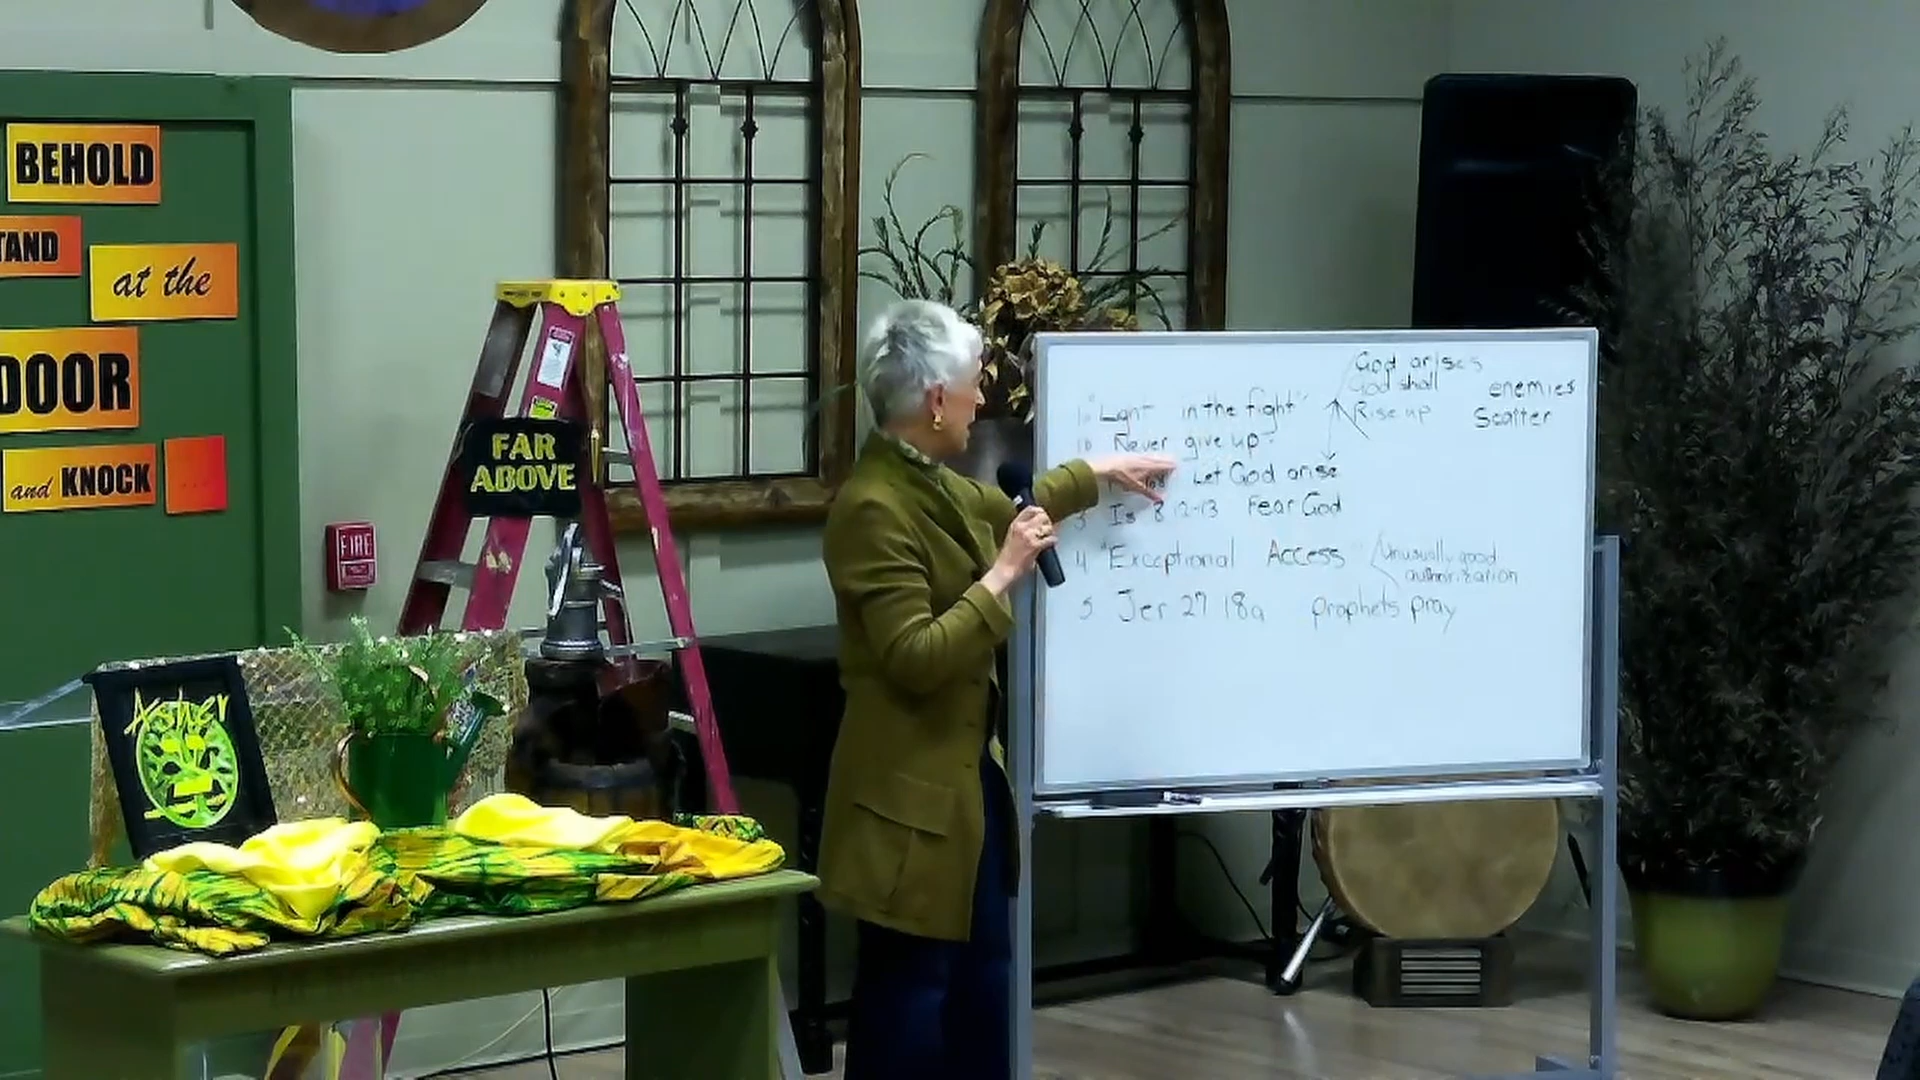 BEHOLD
TAND
at the
DOOR
and KNOCK
...
FAR
ABOVE
FIRE
Asher
God arises
God shall enemies
Rise up Scatter
in the fight"
Never give up.
Let God arise
3 Is 8 12-13 Fear God
4 "Exceptional Access" Unusually good
authorization
5 Jer 27 18a prophets pray